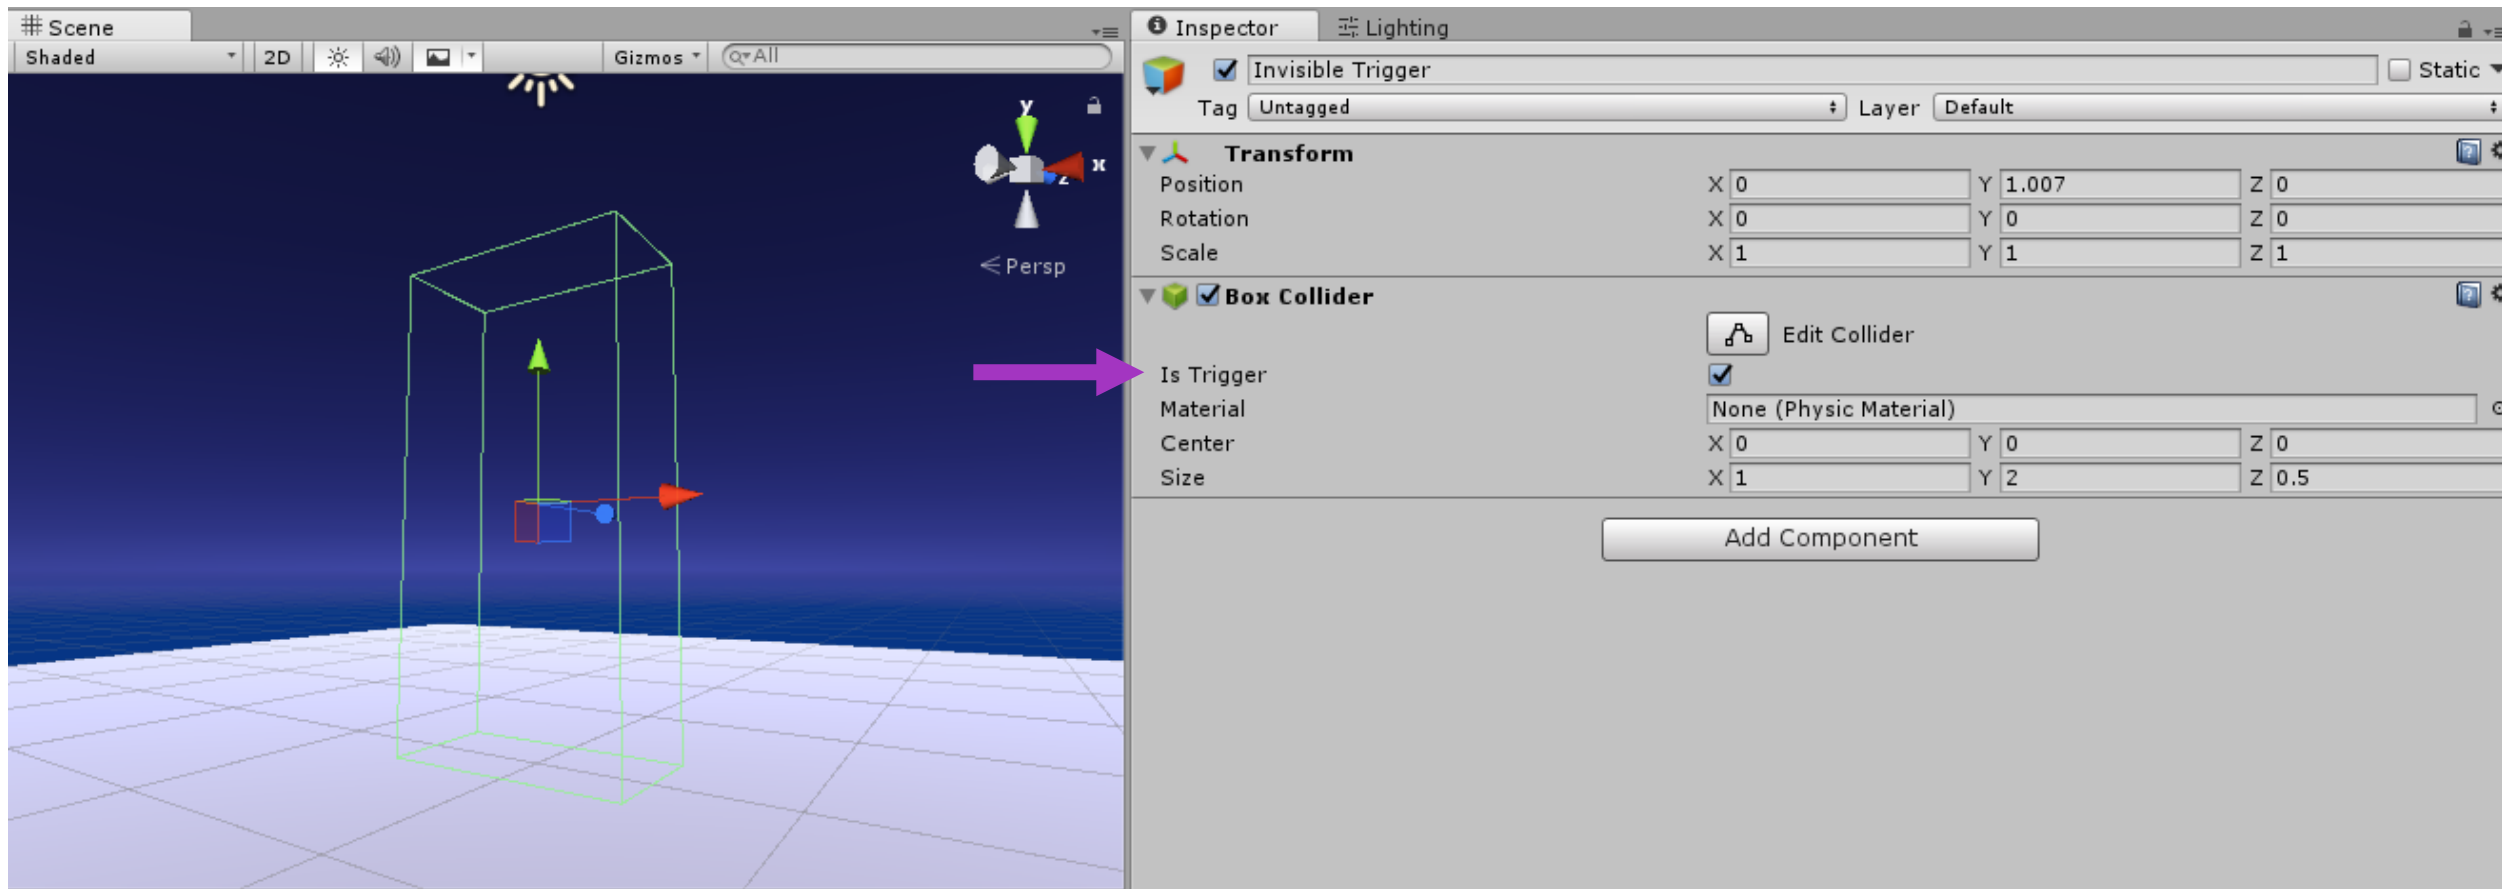 Scene
Shaded 2D Gizmos All
y
x
z
Persp
Inspector Lighting
Invisible Trigger Static
Tag Untagged Layer Default
Transform
Position X 0 Y 1.007 Z 0
Rotation X 0 Y 0 Z 0
Scale X 1 Y 1 Z 1
Box Collider
Edit Collider
Is Trigger
Material None (Physic Material)
Center X 0 Y 0 Z 0
Size X 1 Y 2 Z 0.5
Add Component